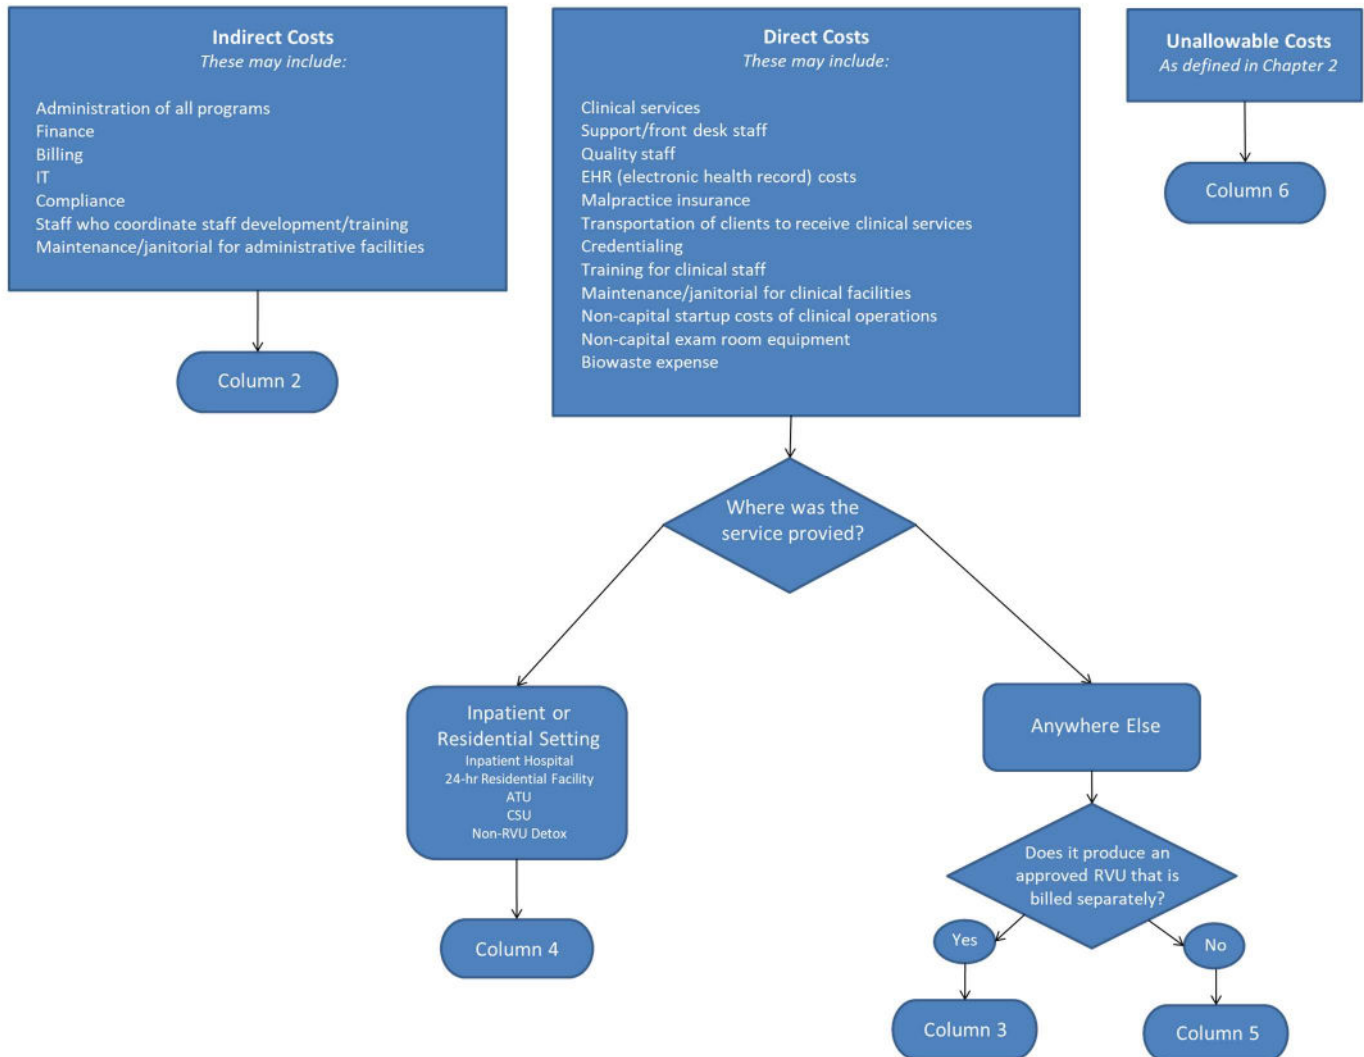 Indirect Costs
These may include:
Administration of all programs
Finance
Billing
IT
Compliance
Staff who coordinate staff development/training
Maintenance/janitorial for administrative facilities
Column 2
Direct Costs
These may include:
Clinical services
Support/front desk staff
Quality staff
EHR (electronic health record) costs
Malpractice insurance
Transportation of clients to receive clinical services
Credentialing
Training for clinical staff
Maintenance/janitorial for clinical facilities
Non-capital startup costs of clinical operations
Non-capital exam room equipment
Biowaste expense
Unallowable Costs
As defined in Chapter 2
Column 6
Where was the
service provied?
Inpatient or
Residential Setting
Inpatient Hospital
24-hr Residential Facility
ATU
CSU
Non-RVU Detox
Column 4
Anywhere Else
Does it produce an
approved RVU that is
billed separately?
Yes
No
Column 3
Column 5